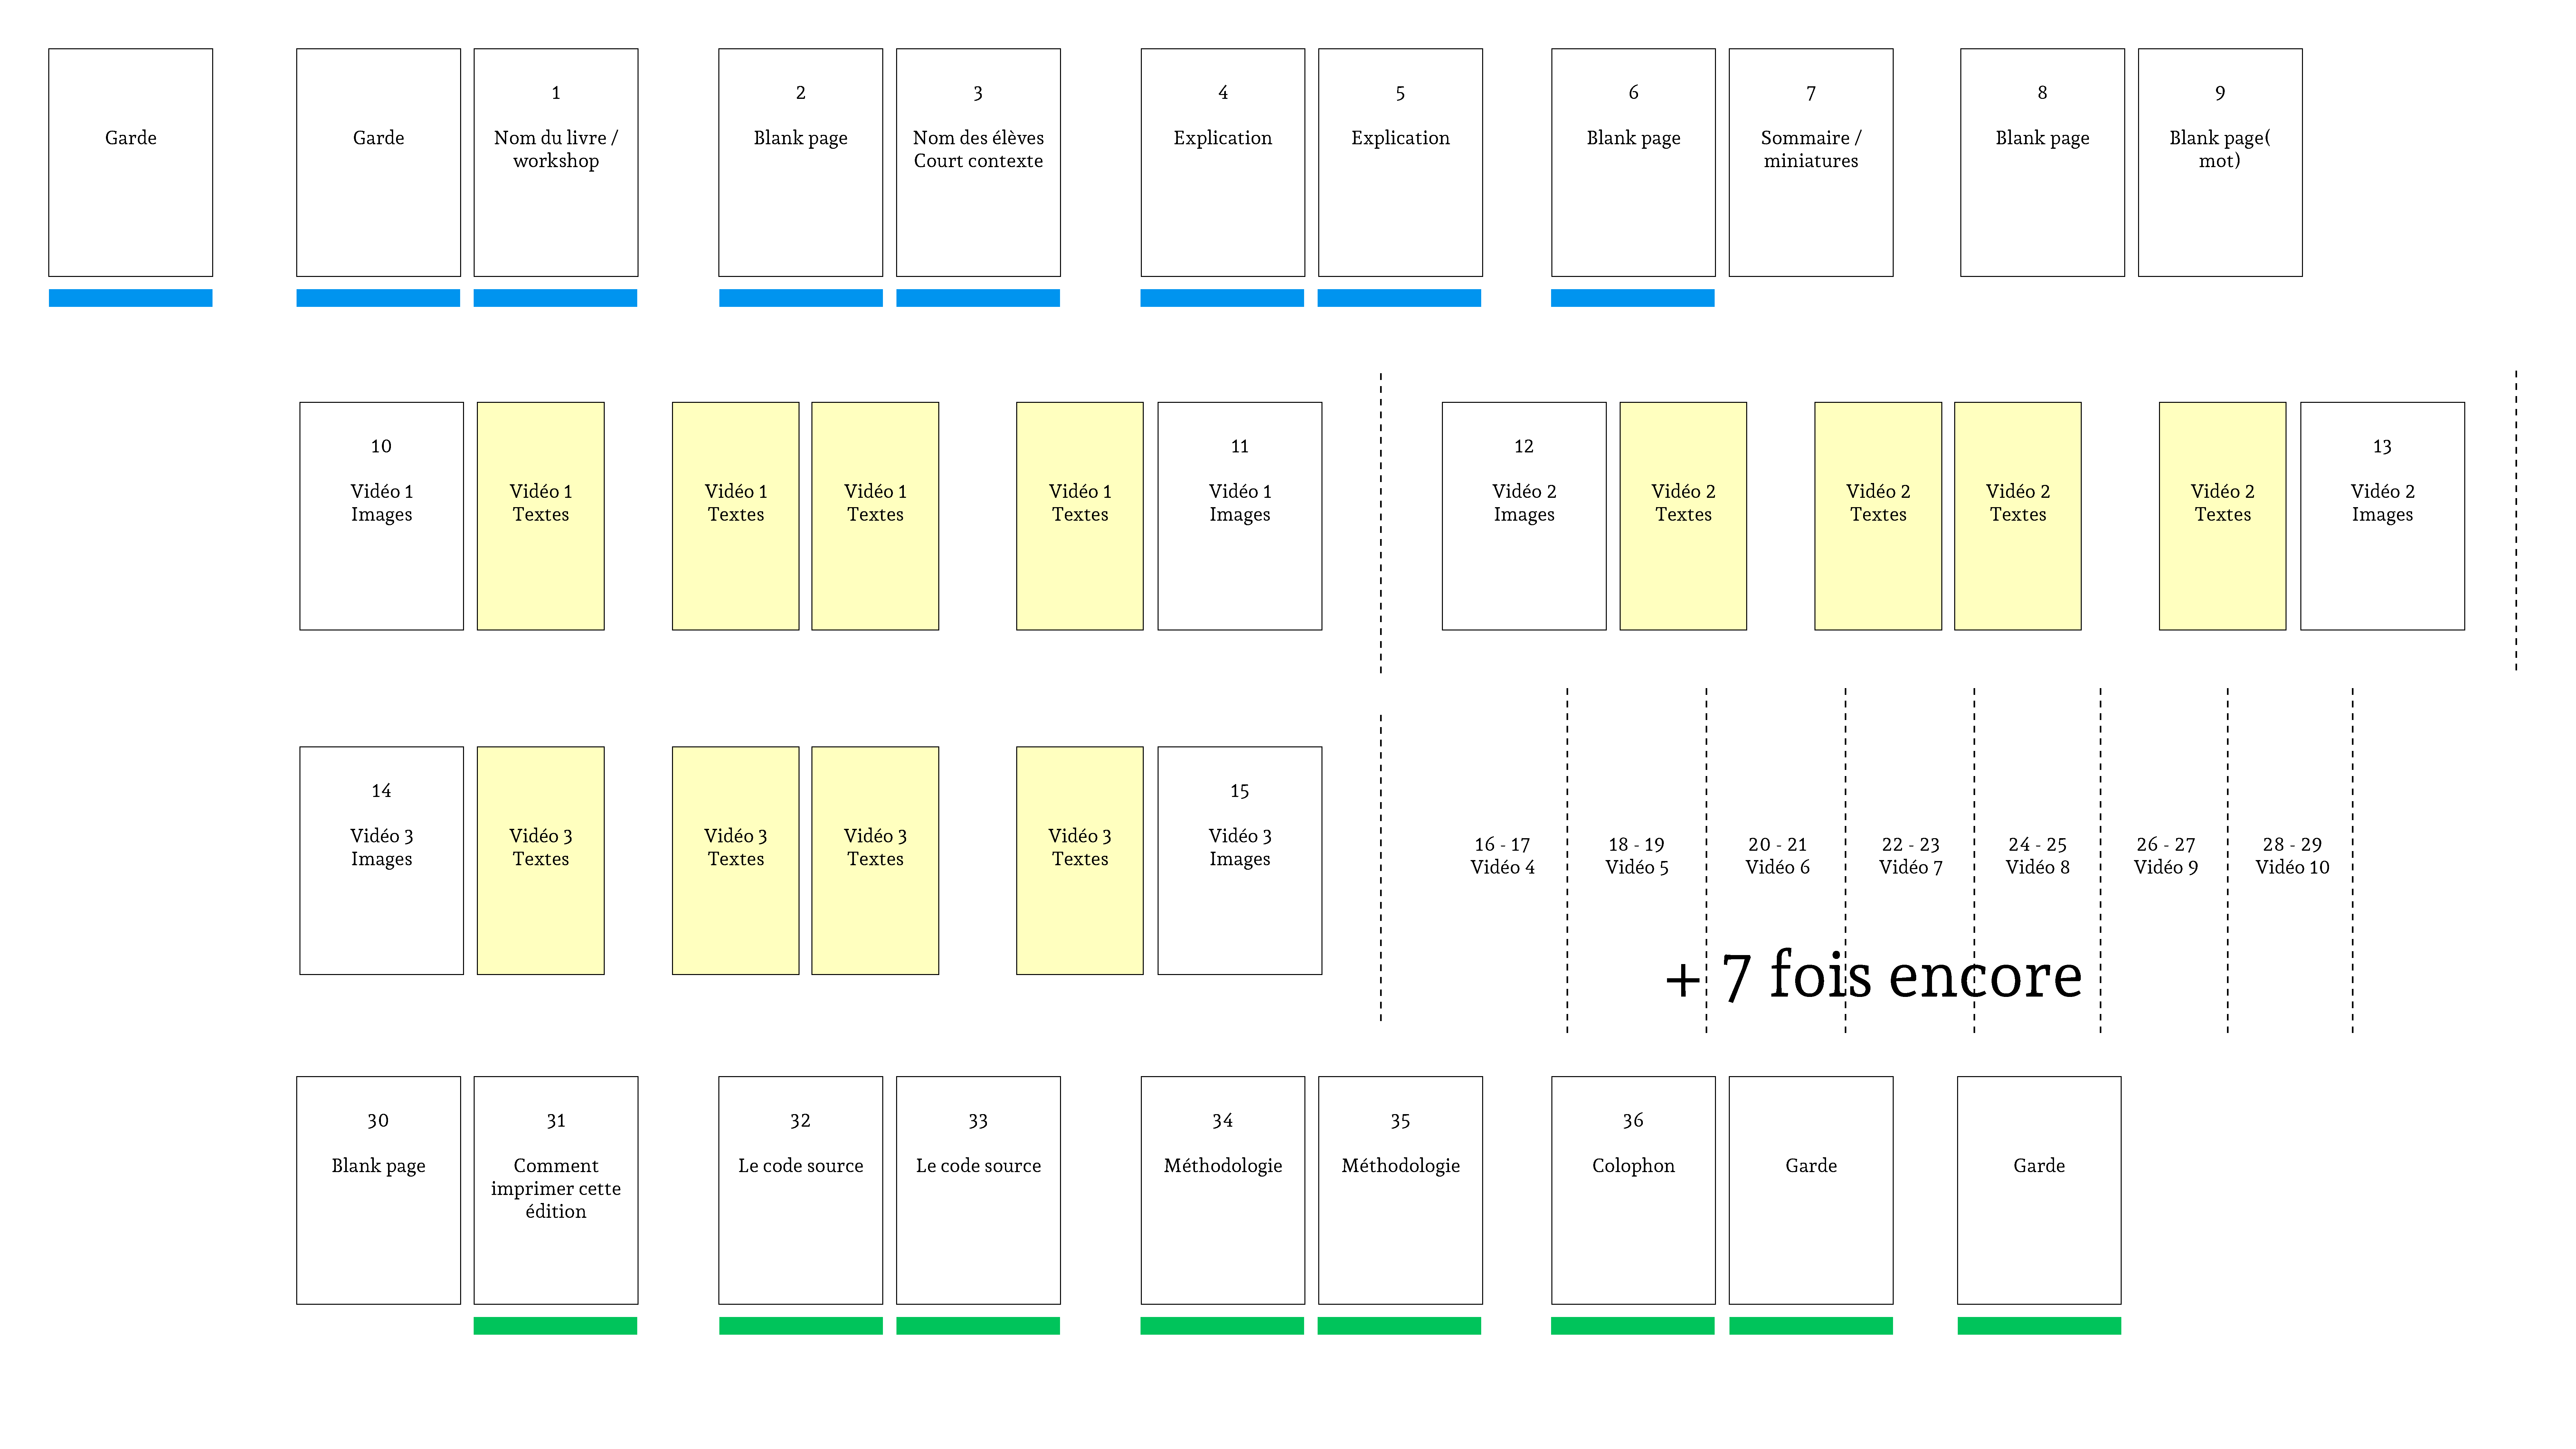 Garde
Garde
1
Nom du livre /
workshop
2
Blank page
3
Nom des élèves
Court contexte
4
Explication
5
Explication
6
Blank page
7
Sommaire /
miniatures
8
Blank page
9
Blank page(
mot)
10
Vidéo 1
Images
Vidéo 1
Textes
Vidéo 1
Textes
Vidéo 1
Textes
Vidéo 1
Textes
11
Vidéo 1
Images
12
Vidéo 2
Images
Vidéo 2
Textes
Vidéo 2
Textes
Vidéo 2
Textes
Vidéo 2
Textes
13
Vidéo 2
Images
14
Vidéo 3
Images
Vidéo 3
Textes
Vidéo 3
Textes
Vidéo 3
Textes
Vidéo 3
Textes
15
Vidéo 3
Images
16 - 17
Vidéo 4
18 - 19
Vidéo 5
20 - 21
Vidéo 6
22 - 23
Vidéo 7
24 - 25
Vidéo 8
26 - 27
Vidéo 9
28 - 29
Vidéo 10
+ 7 fois encore
30
Blank page
31
Comment
imprimer cette
édition
32
Le code source
33
Le code source
34
Méthodologie
35
Méthodologie
36
Colophon
Garde
Garde